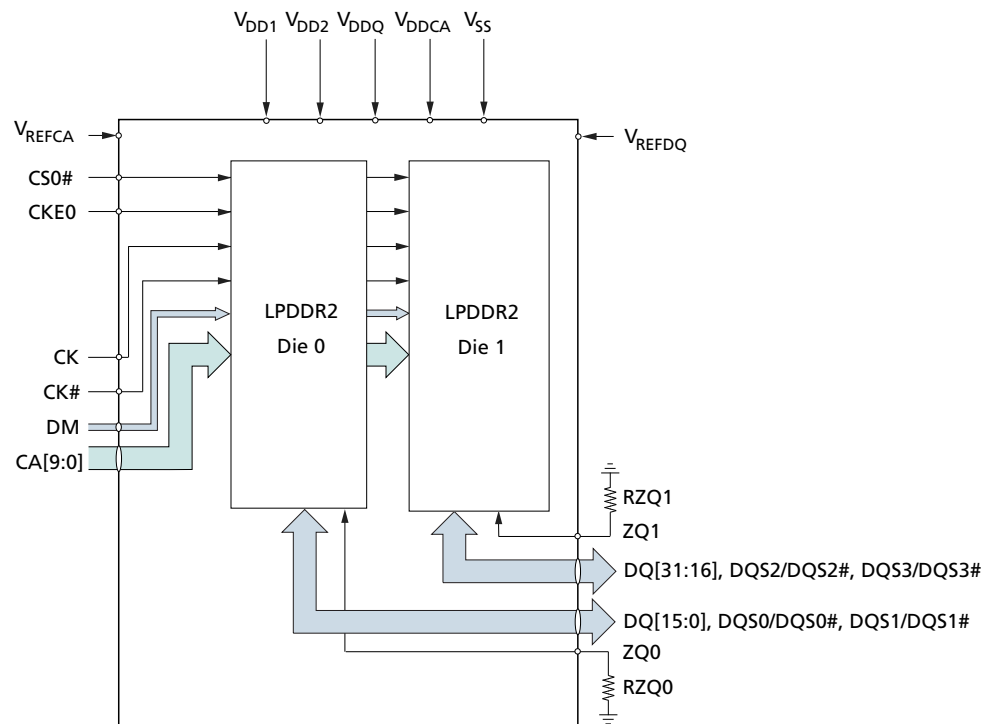 VDD1 VDD2 VDDQ VDDCA VSS
VREFCA
VREFDQ
CS0#
CKE0
LPDDR2
Die 0
LPDDR2
Die 1
CK
CK#
DM
CA[9:0]
RZQ1
ZQ1
DQ[31:16], DQS2/DQS2#, DQS3/DQS3#
DQ[15:0], DQS0/DQS0#, DQS1/DQS1#
ZQ0
RZQ0